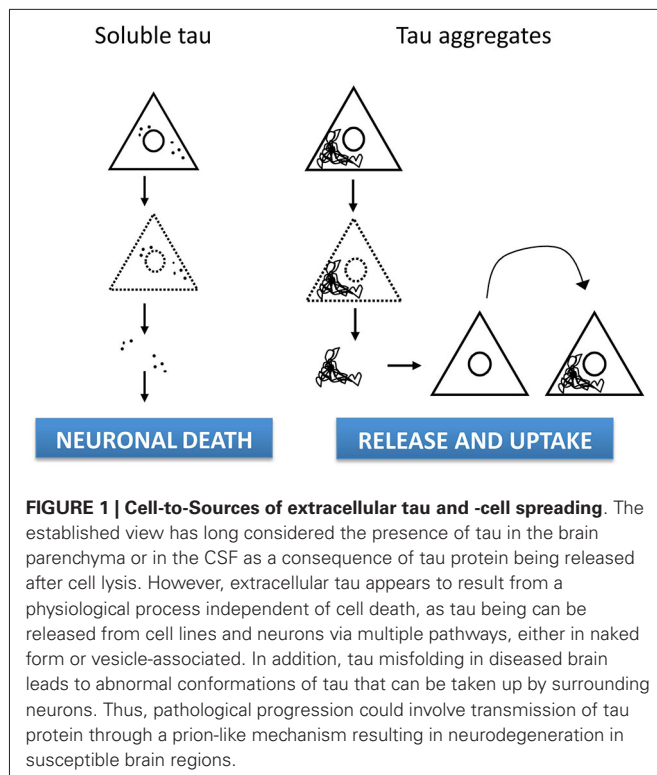 Soluble tau
Tau aggregates
NEURONAL DEATH
RELEASE AND UPTAKE
FIGURE 1 | Cell-to-Sources of extracellular tau and -cell spreading. The
established view has long considered the presence of tau in the brain
parenchyma or in the CSF as a consequence of tau protein being released
after cell lysis. However, extracellular tau appears to result from a
physiological process independent of cell death, as tau being can be
released from cell lines and neurons via multiple pathways, either in naked
form or vesicle-associated. In addition, tau misfolding in diseased brain
leads to abnormal conformations of tau that can be taken up by surrounding
neurons. Thus, pathological progression could involve transmission of tau
protein through a prion-like mechanism resulting in neurodegeneration in
susceptible brain regions.